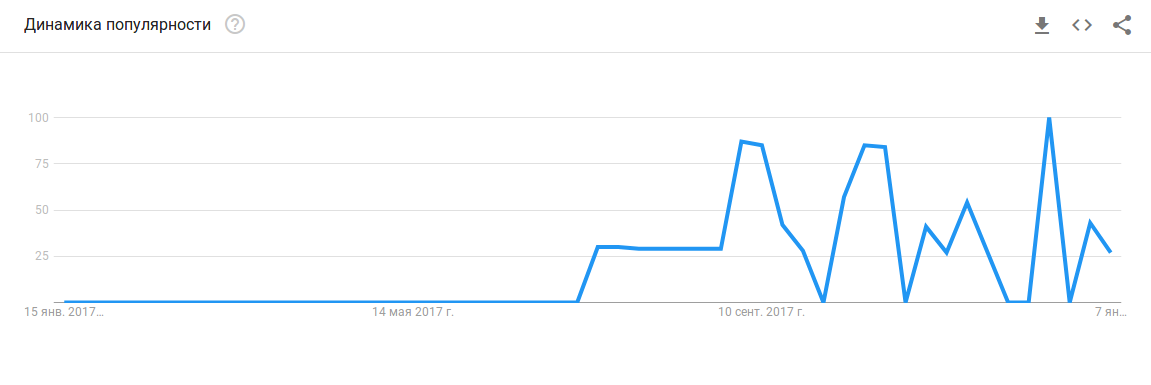 Динамика популярности
100
75
50
25
15 янв. 2017… 14 мая 2017 г. 10 сент. 2017 г. 7 ян…